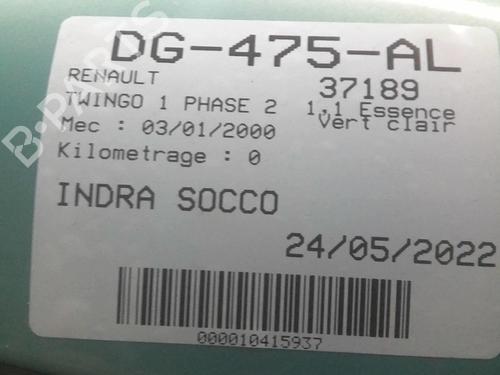 DG-475-AL
RENAULT 37189
TWINGO 1 PHASE 2 1.1 Essence
Mec : 03/01/2000 Vert clair
Kilometrage : 0
INDRA SOCCO
24/05/2022
000010415937
B-PARTS